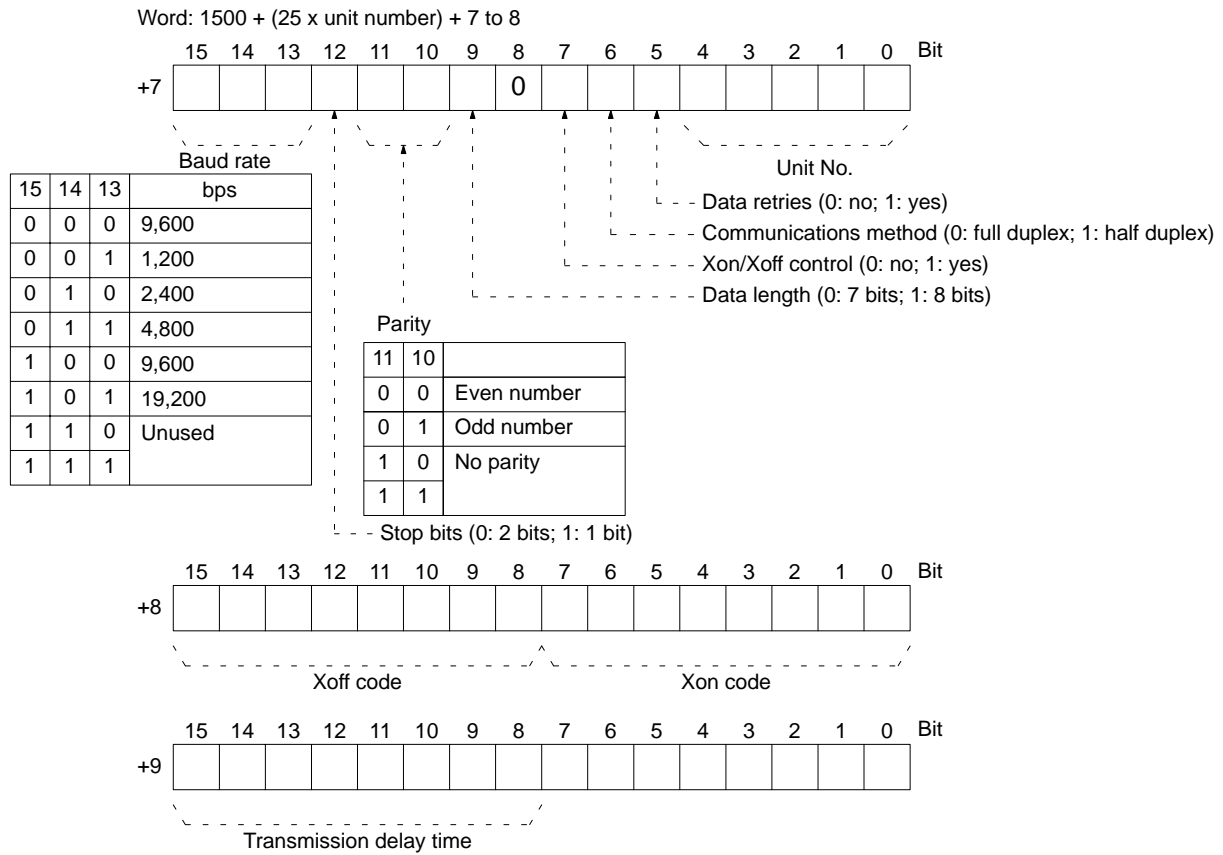 Word: 1500 + (25 x unit number) + 7 to 8
15 14 13 12 11 10 9 8 7 6 5 4 3 2 1 0 Bit
+7 0
Baud rate
Unit No.
15 14 13 bps
0 0 0 9,600
0 0 1 1,200
0 1 0 2,400
0 1 1 4,800
1 0 0 9,600
1 0 1 19,200
1 1 0 Unused
1 1 1
Data retries (0: no; 1: yes)
Communications method (0: full duplex; 1: half duplex)
Xon/Xoff control (0: no; 1: yes)
Data length (0: 7 bits; 1: 8 bits)
Parity
11 10
0 0 Even number
0 1 Odd number
1 0 No parity
1 1
Stop bits (0: 2 bits; 1: 1 bit)
15 14 13 12 11 10 9 8 7 6 5 4 3 2 1 0 Bit
+8
Xoff code Xon code
15 14 13 12 11 10 9 8 7 6 5 4 3 2 1 0 Bit
+9
Transmission delay time